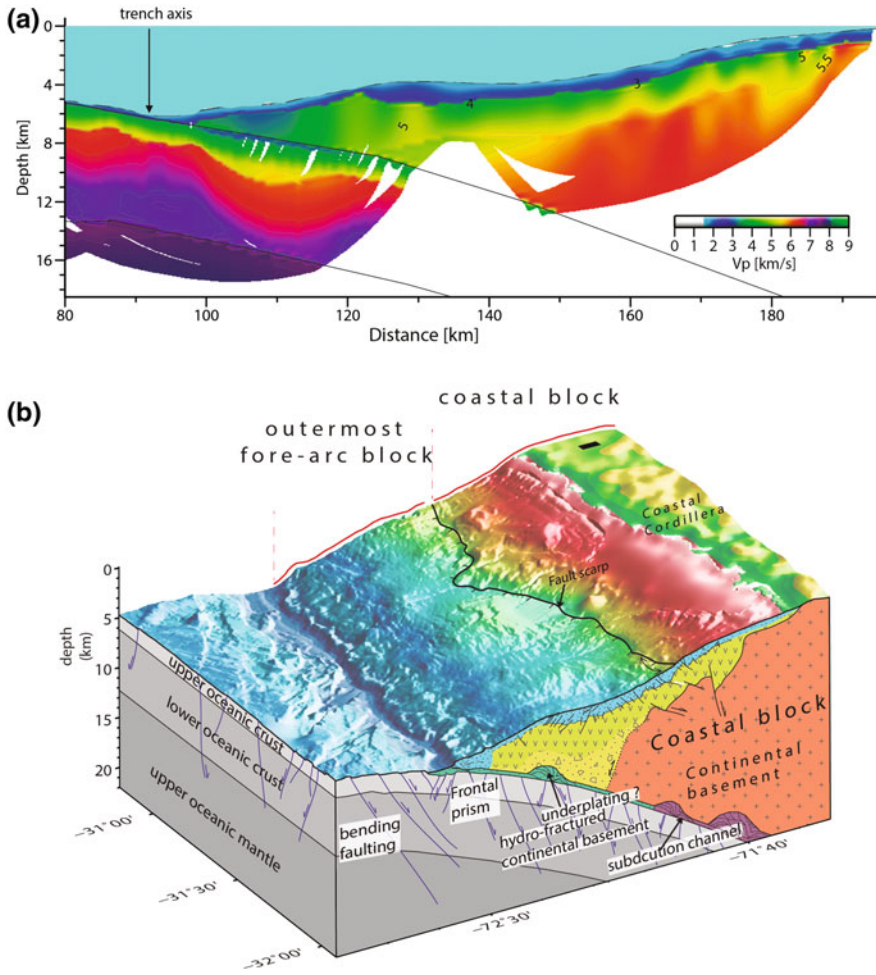 (a)
trench axis
0
4
8
12
16
Depth [km]
3
4
5
5
5.5
0 1 2 3 4 5 6 7 8 9
Vp [km/s]
80 100 120 140 160 180
Distance [km]
(b)
coastal block
outermost
fore-arc block
Coastal
Cordillera
Fault scarp
0
5
10
15
20
depth
(km)
upper oceanic crust
lower oceanic crust
upper oceanic mantle
bending
faulting
Frontal
prism
underplating ?
hydro-fractured
continental basement
subdcution channel
Coastal block
Continental
basement
−31°00'
−31°30'
−32°00'
−72°30'
−71°40'